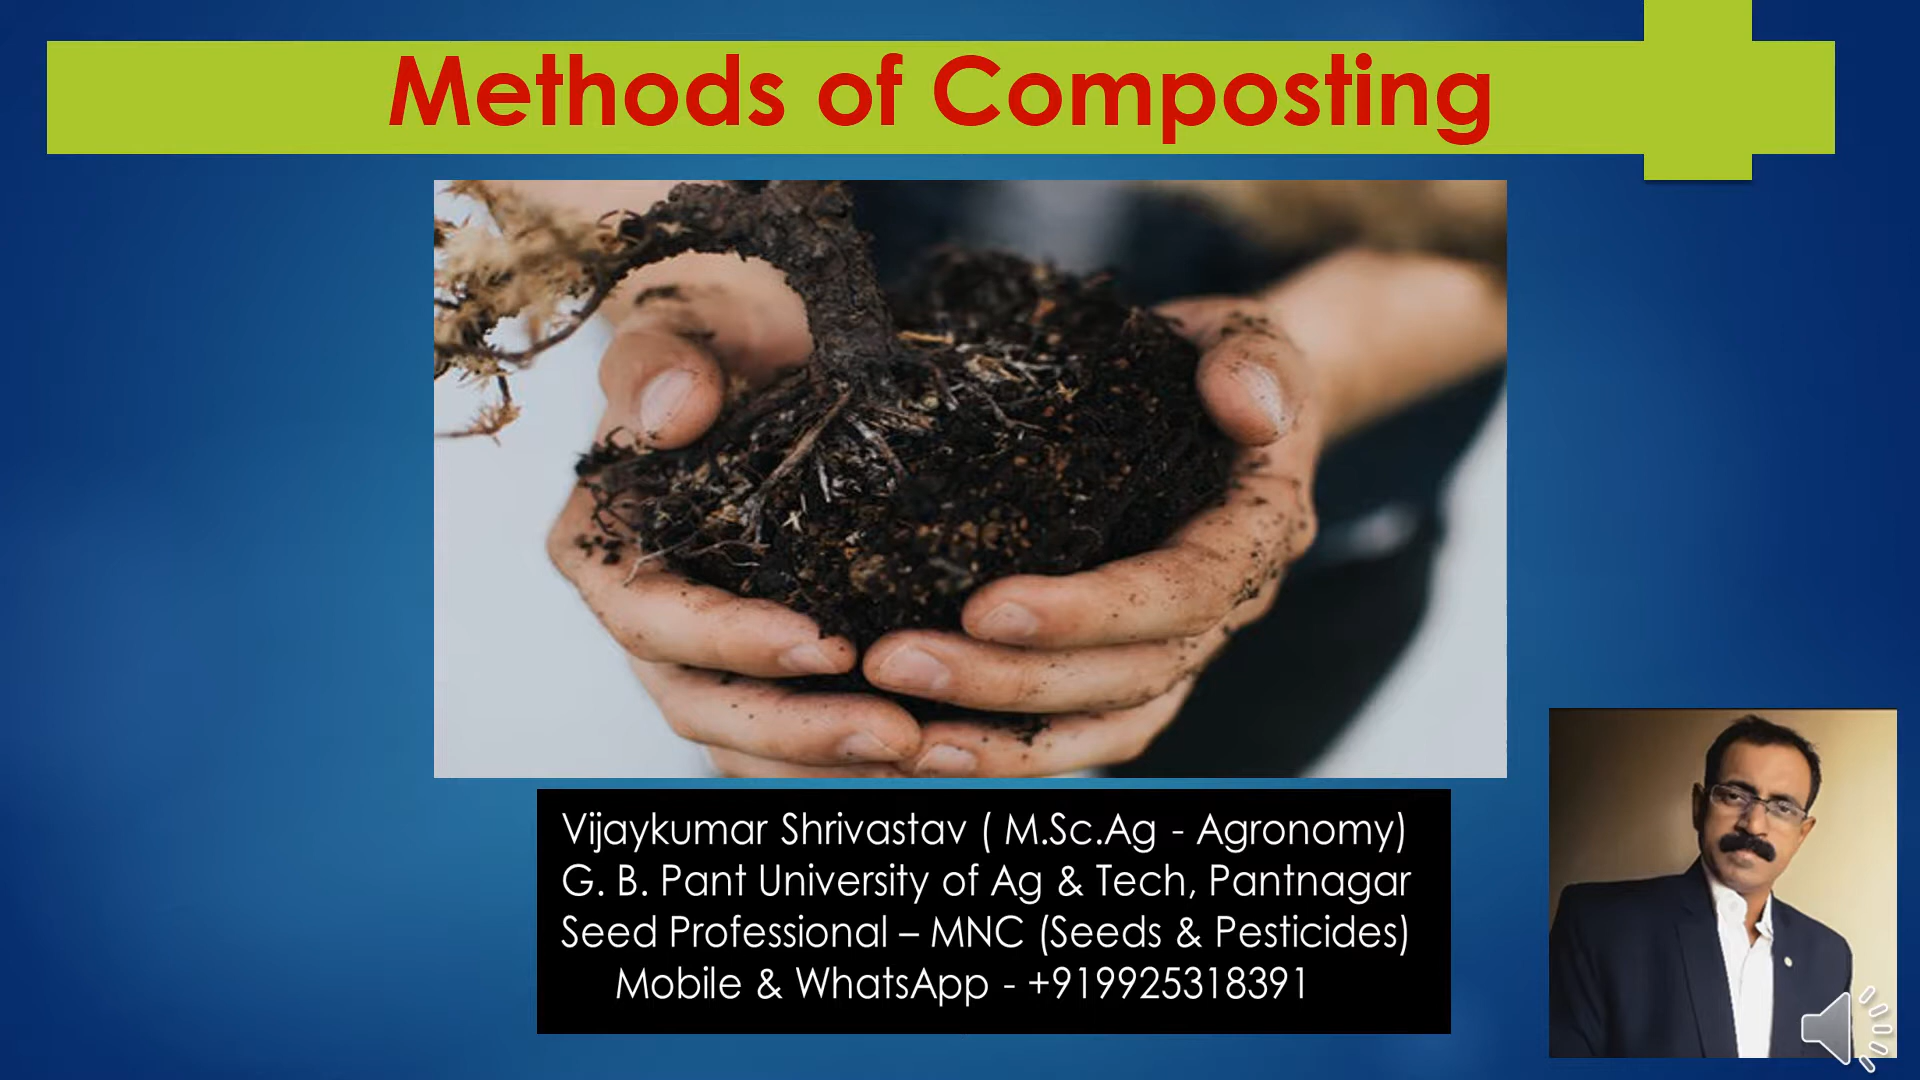 Methods of Composting
Vijaykumar Shrivastav ( M.Sc.Ag - Agronomy)
G. B. Pant University of Ag & Tech, Pantnagar
Seed Professional – MNC (Seeds & Pesticides)
Mobile & WhatsApp - +919925318391